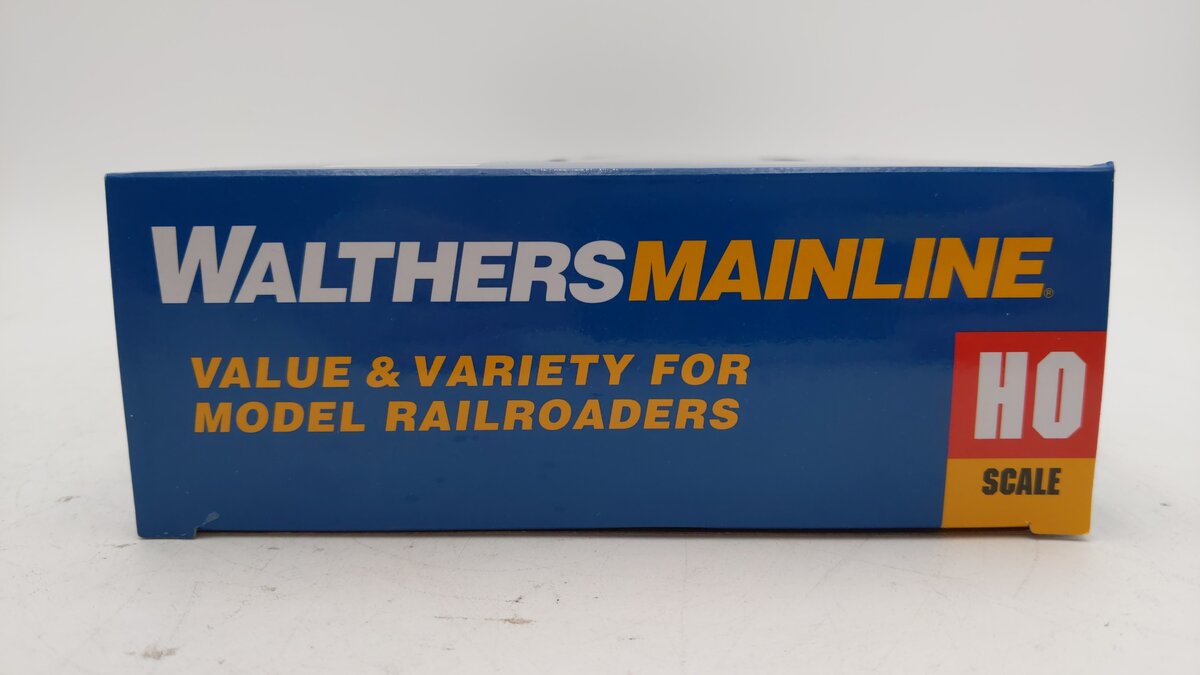 WALTHERSMAINLINE®
VALUE & VARIETY FOR
MODEL RAILROADERS
HO
SCALE